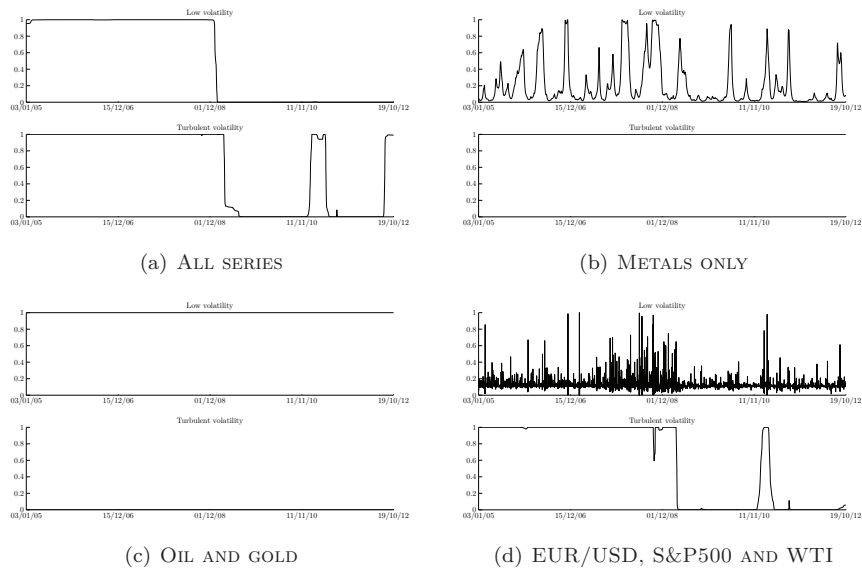 Low volatility
1
0.8
0.6
0.4
0.2
0
03/01/05 15/12/06 01/12/08 11/11/10 19/10/12
Turbulent volatility
1
0.8
0.6
0.4
0.2
0
03/01/05 15/12/06 01/12/08 11/11/10 19/10/12
(a) ALL SERIES
Low volatility
1
0.8
0.6
0.4
0.2
0
03/01/05 15/12/06 01/12/08 11/11/10 19/10/12
Turbulent volatility
1
0.8
0.6
0.4
0.2
0
03/01/05 15/12/06 01/12/08 11/11/10 19/10/12
(b) METALS ONLY
Low volatility
1
0.8
0.6
0.4
0.2
0
03/01/05 15/12/06 01/12/08 11/11/10 19/10/12
Turbulent volatility
1
0.8
0.6
0.4
0.2
0
03/01/05 15/12/06 01/12/08 11/11/10 19/10/12
(c) OIL AND GOLD
Low volatility
1
0.8
0.6
0.4
0.2
0
03/01/05 15/12/06 01/12/08 11/11/10 19/10/12
Turbulent volatility
1
0.8
0.6
0.4
0.2
0
03/01/05 15/12/06 01/12/08 11/11/10 19/10/12
(d) EUR/USD, S&P500 AND WTI